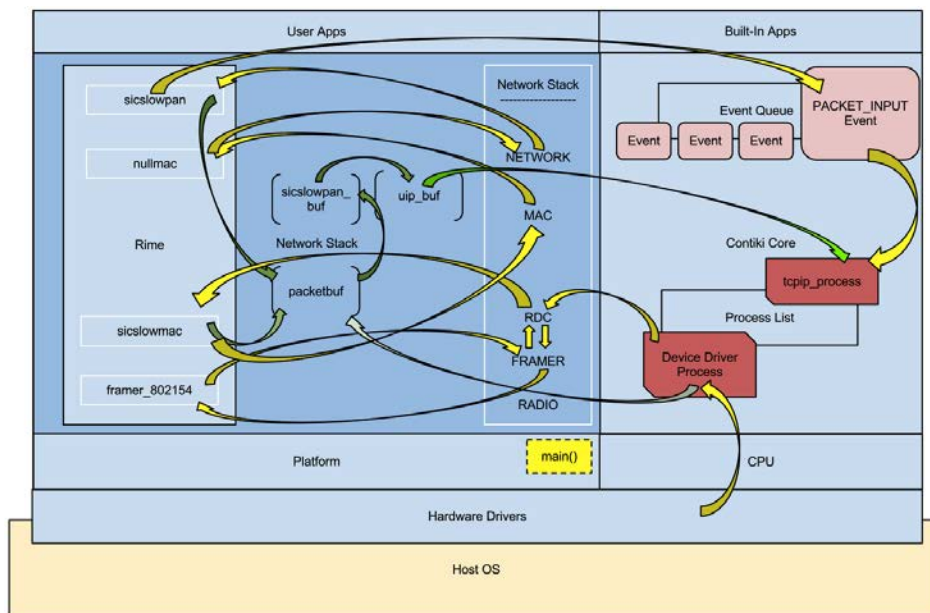 User Apps
Built-In Apps
sicslowpan
nullmac
Rime
sicslowmac
framer_802154
sicslowpan_
buf
uip_buf
Network Stack
packetbuf
Network Stack
--------------------
NETWORK
MAC
RDC
FRAMER
RADIO
Event Queue
Event
Event
Event
PACKET_INPUT
Event
Contiki Core
tcpip_process
Process List
Device Driver
Process
Platform
main()
CPU
Hardware Drivers
Host OS